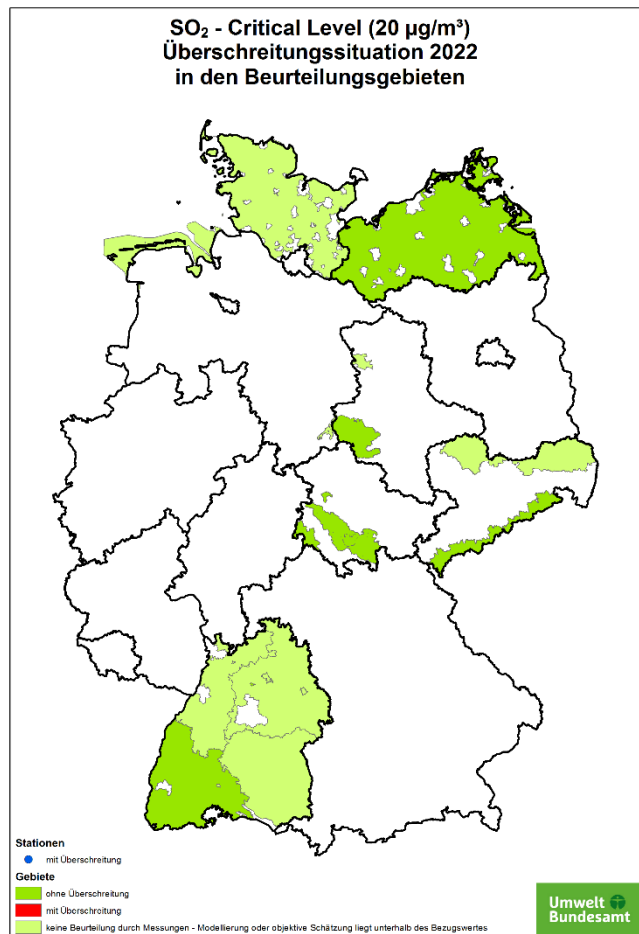 SO₂ - Critical Level (20 µg/m³)
Überschreitungssituation 2022
in den Beurteilungsgebieten
Stationen
mit Überschreitung
Gebiete
ohne Überschreitung
mit Überschreitung
keine Beurteilung durch Messungen - Modellierung oder objektive Schätzung liegt unterhalb des Bezugswertes
Umwelt
Bundesamt